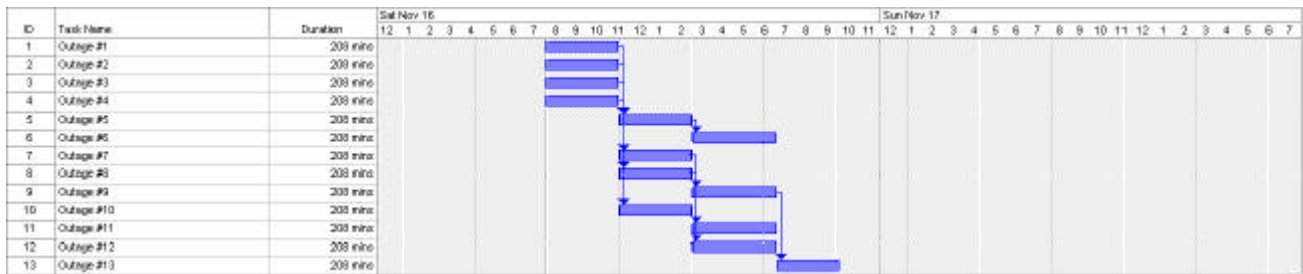 Sat Nov 16 Sun Nov 17
ID Task Name Duration 12 1 2 3 4 5 6 7 8 9 10 11 12 1 2 3 4 5 6 7 8 9 10 11 12 1 2 3 4 5 6 7 8 9 10 11 12 1 2 3 4 5 6 7
1 Outage #1 208 mins
2 Outage #2 208 mins
3 Outage #3 208 mins
4 Outage #4 208 mins
5 Outage #5 208 mins
6 Outage #6 208 mins
7 Outage #7 208 mins
8 Outage #8 208 mins
9 Outage #9 208 mins
10 Outage #10 208 mins
11 Outage #11 208 mins
12 Outage #12 208 mins
13 Outage #13 208 mins